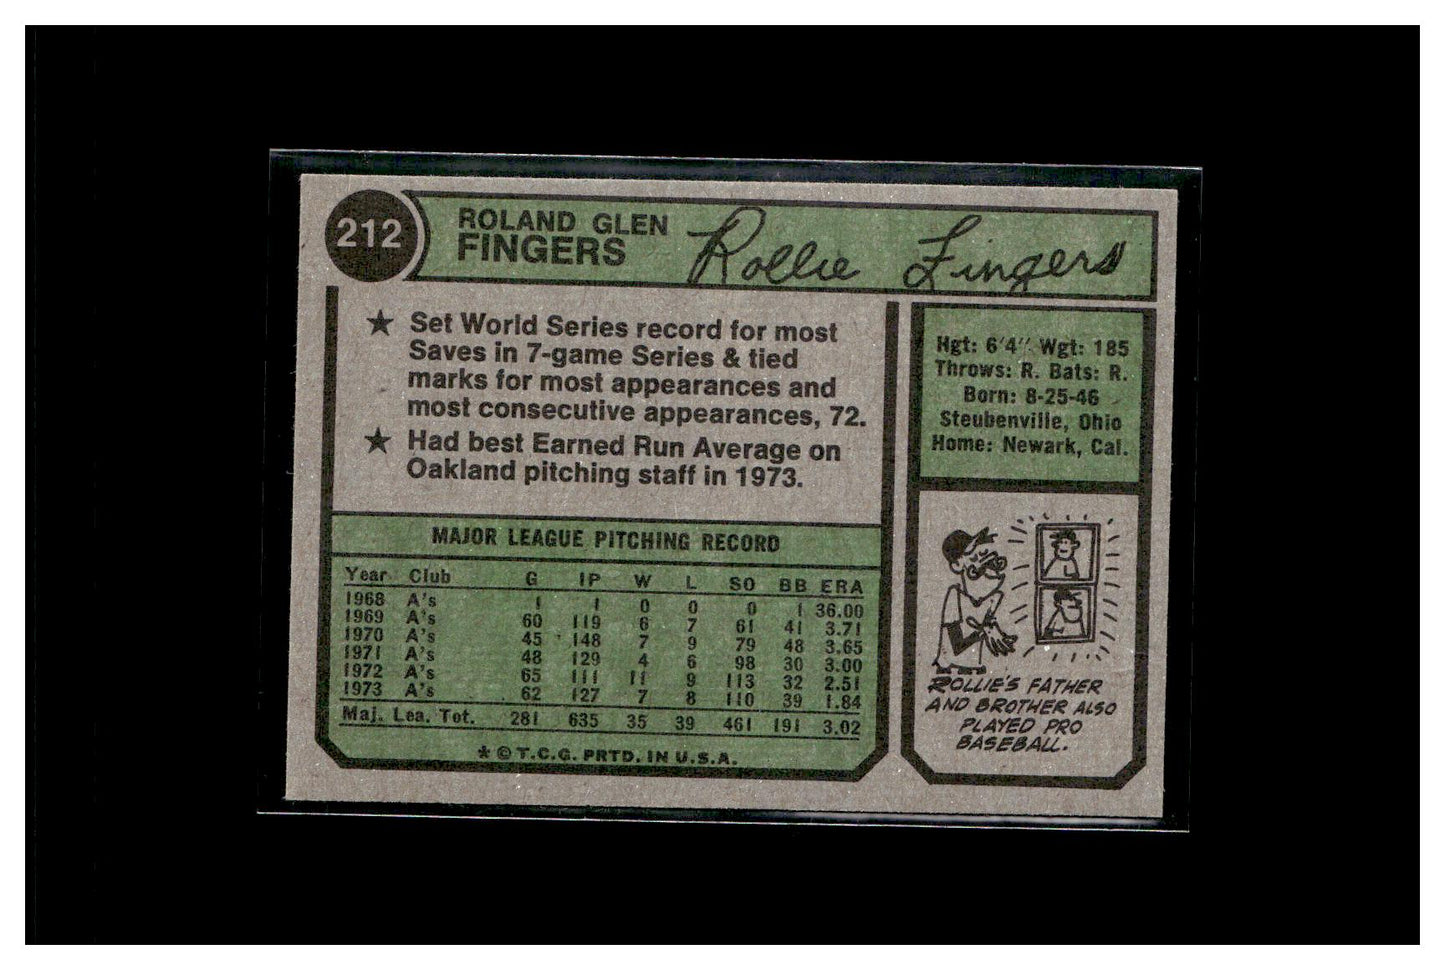 212
ROLAND GLEN
FINGERS
Rollie Fingers
★ Set World Series record for most
Saves in 7-game Series & tied
marks for most appearances and
most consecutive appearances, 72.
★ Had best Earned Run Average on
Oakland pitching staff in 1973.
Hgt: 6'4" Wgt: 185
Throws: R. Bats: R.
Born: 8-25-46
Steubenville, Ohio
Home: Newark, Cal.
MAJOR LEAGUE PITCHING RECORD
Year Club G IP W L SO BB ERA
1968 A's 1 1 0 0 0 1 36.00
1969 A's 60 119 6 7 61 41 3.71
1970 A's 45 148 7 9 79 48 3.65
1971 A's 48 129 4 6 98 30 3.00
1972 A's 65 111 11 9 113 32 2.51
1973 A's 62 127 7 8 110 39 1.84
Maj. Lea. Tot. 281 635 35 39 461 191 3.02
* © T.C.G. PRTD. IN U.S.A.
ROLLIE'S FATHER
AND BROTHER ALSO
PLAYED PRO
BASEBALL.